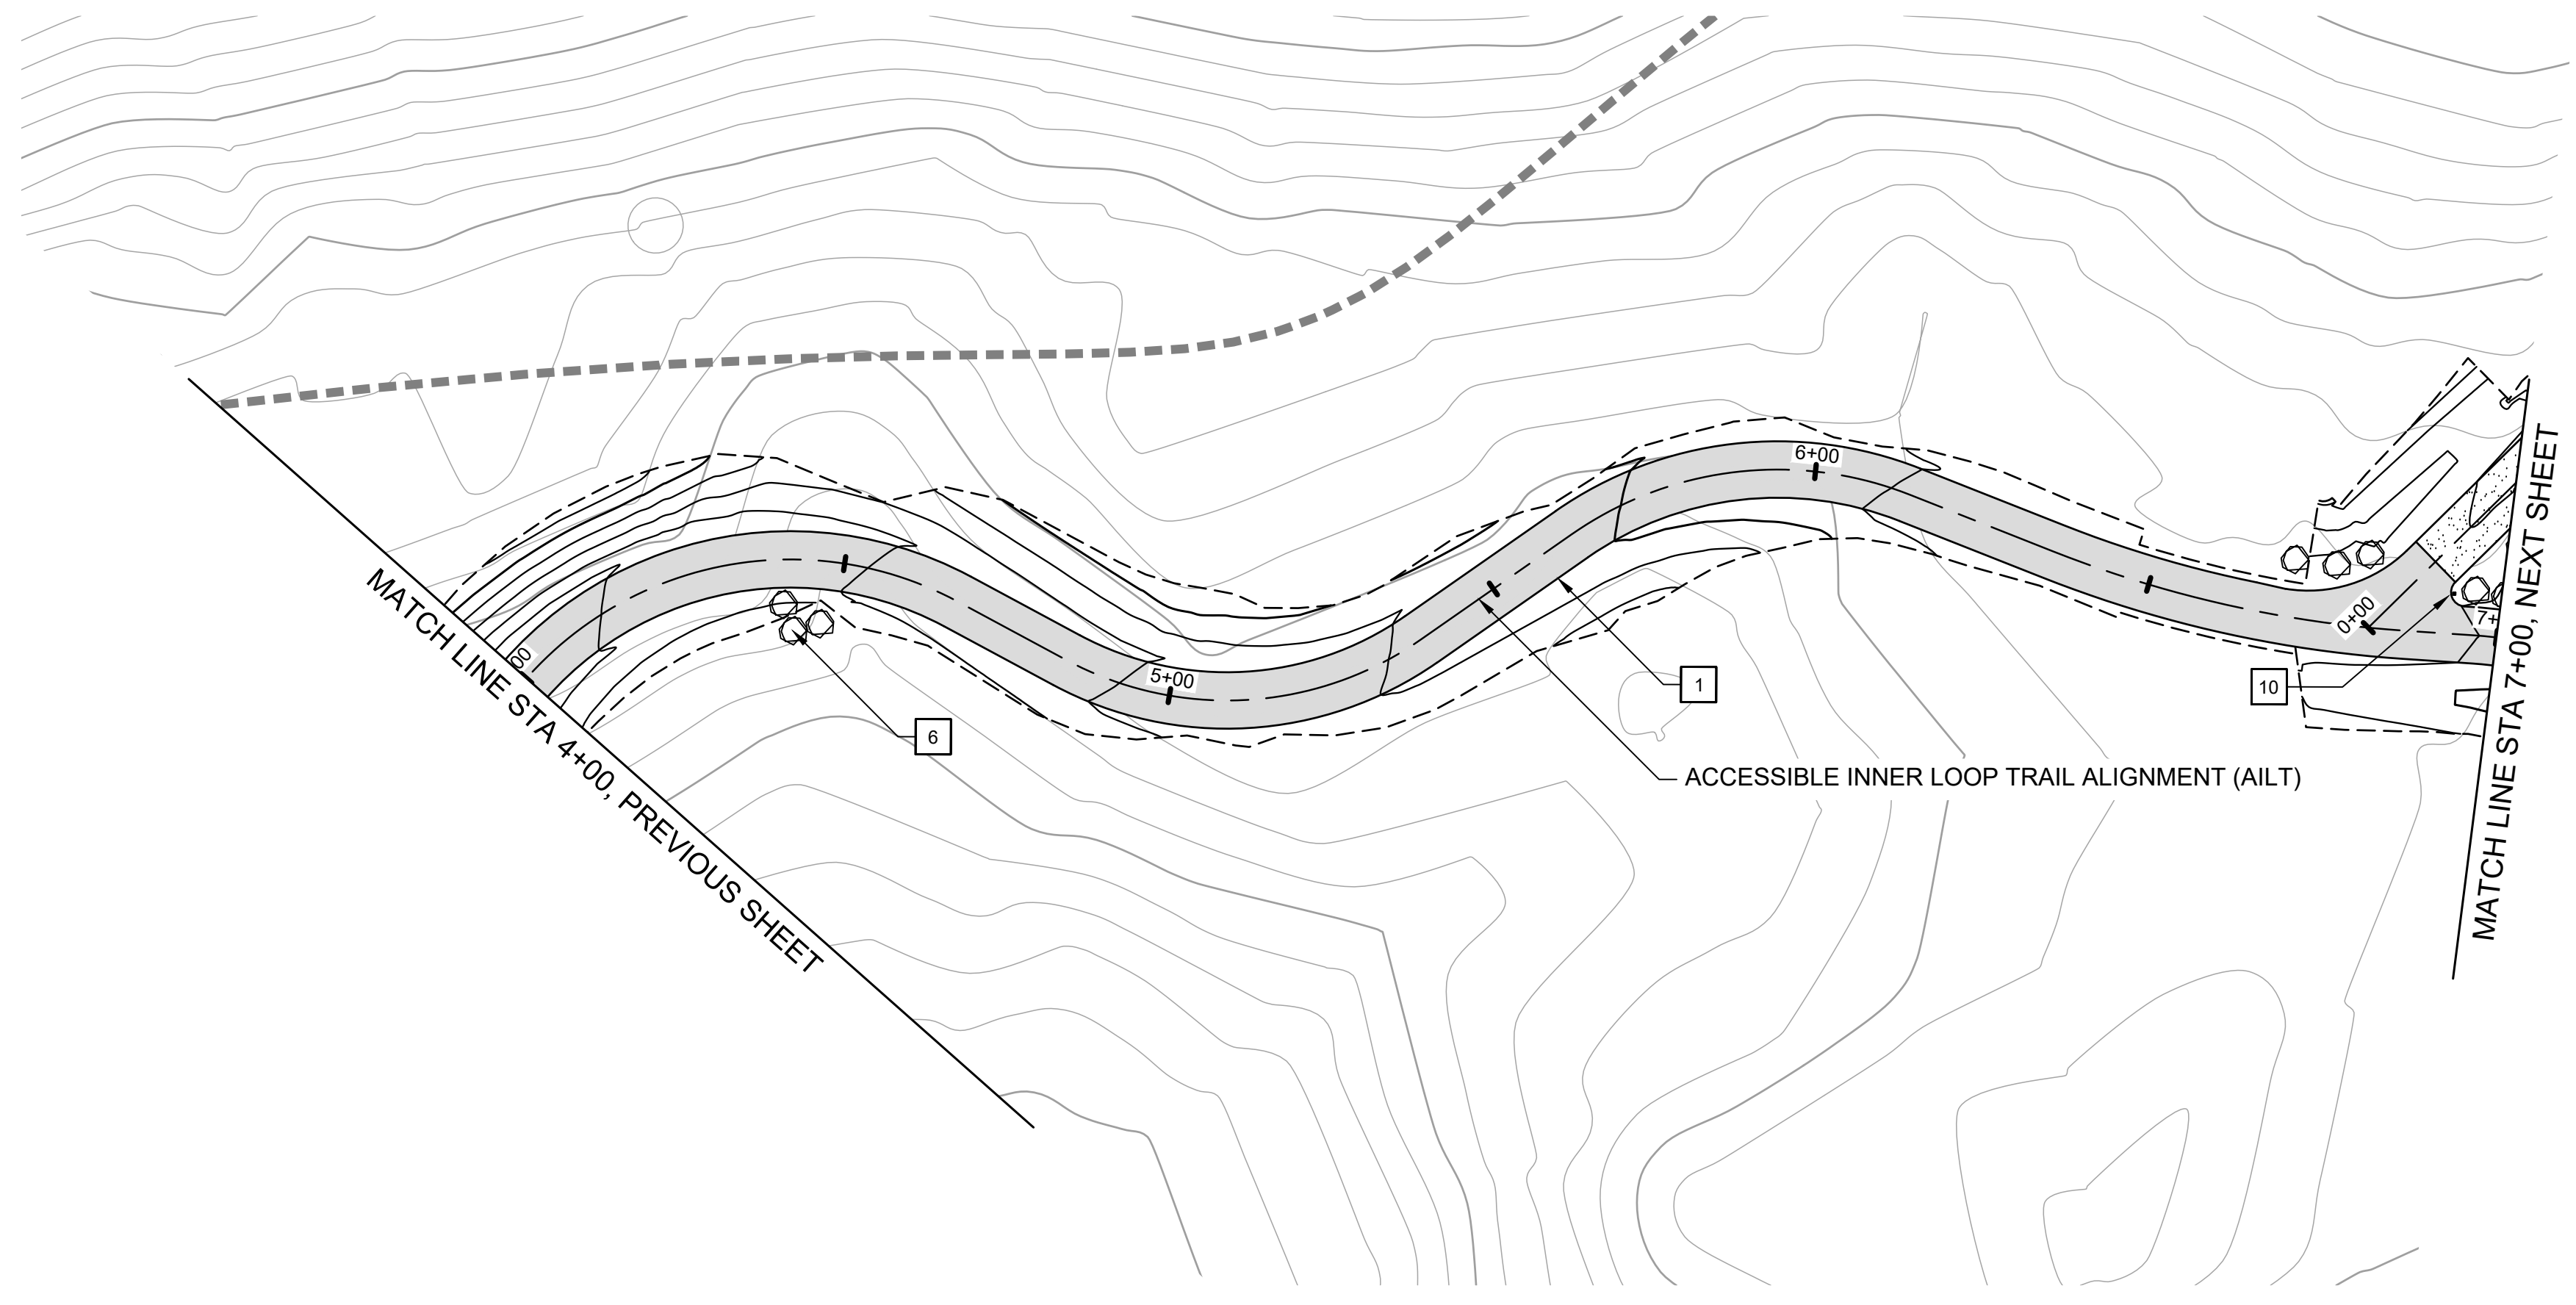 6+00
5+00
0+00
7+
00
1
10
6
ACCESSIBLE INNER LOOP TRAIL ALIGNMENT (AILT)
MATCH LINE STA 4+00, PREVIOUS SHEET
MATCH LINE STA 7+00, NEXT SHEET